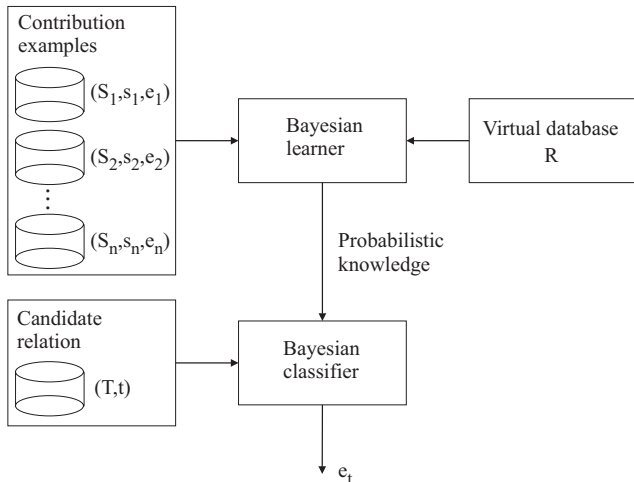 Contribution
examples
(S1,s1,e1)
(S2,s2,e2)
(Sn,sn,en)
Bayesian
learner
Virtual database
R
Probabilistic
knowledge
Candidate
relation
(T,t)
Bayesian
classifier
et